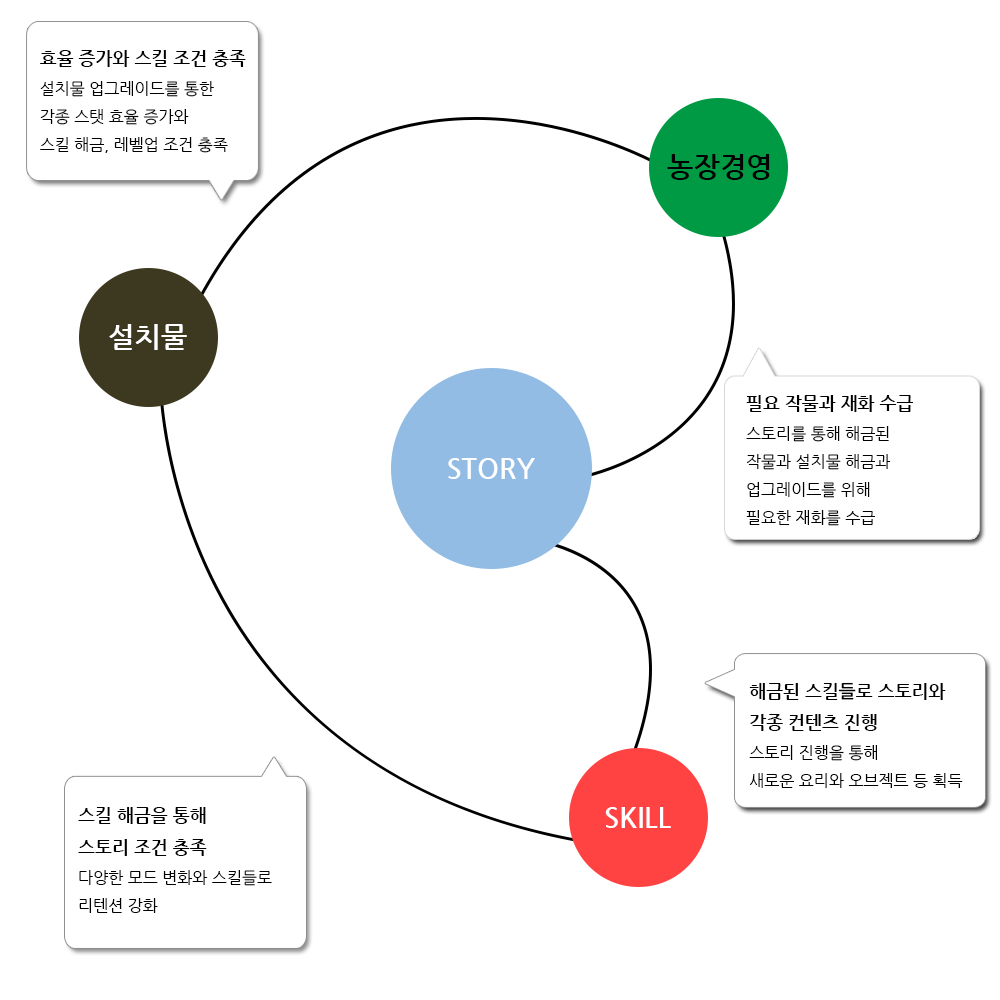 효율 증가와 스킬 조건 충족
설치물 업그레이드를 통한
각종 스탯 효율 증가와
스킬 해금, 레벨업 조건 충족
농장경영
설치물
STORY
필요 작물과 재화 수급
스토리를 통해 해금된
작물과 설치물 해금과
업그레이드를 위해
필요한 재화를 수급
해금된 스킬들로 스토리와
각종 컨텐츠 진행
스토리 진행을 통해
새로운 요리와 오브젝트 등 획득
SKILL
스킬 해금을 통해
스토리 조건 충족
다양한 모드 변화와 스킬들로
리텐션 강화